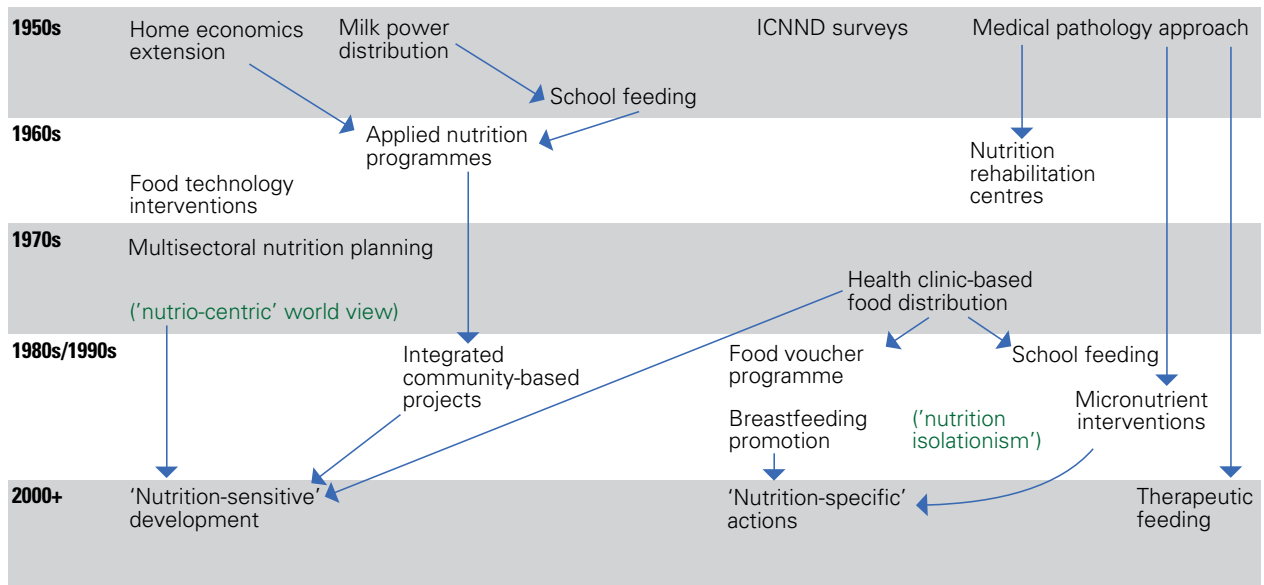 1950s
Home economics
extension
Milk power
distribution
ICNND surveys
Medical pathology approach
School feeding
1960s
Applied nutrition
programmes
Nutrition
rehabilitation
centres
Food technology
interventions
1970s
Multisectoral nutrition planning
Health clinic-based
food distribution
('nutrio-centric' world view)
1980s/1990s
Integrated
community-based
projects
Food voucher
programme
School feeding
Breastfeeding
promotion
('nutrition
isolationism')
Micronutrient
interventions
2000+
‘Nutrition-sensitive’
development
‘Nutrition-specific’
actions
Therapeutic
feeding